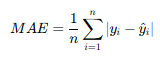 $MAE = \frac{1}{n} \sum_{i=1}^{n} |y_i - \hat{y}_i|$